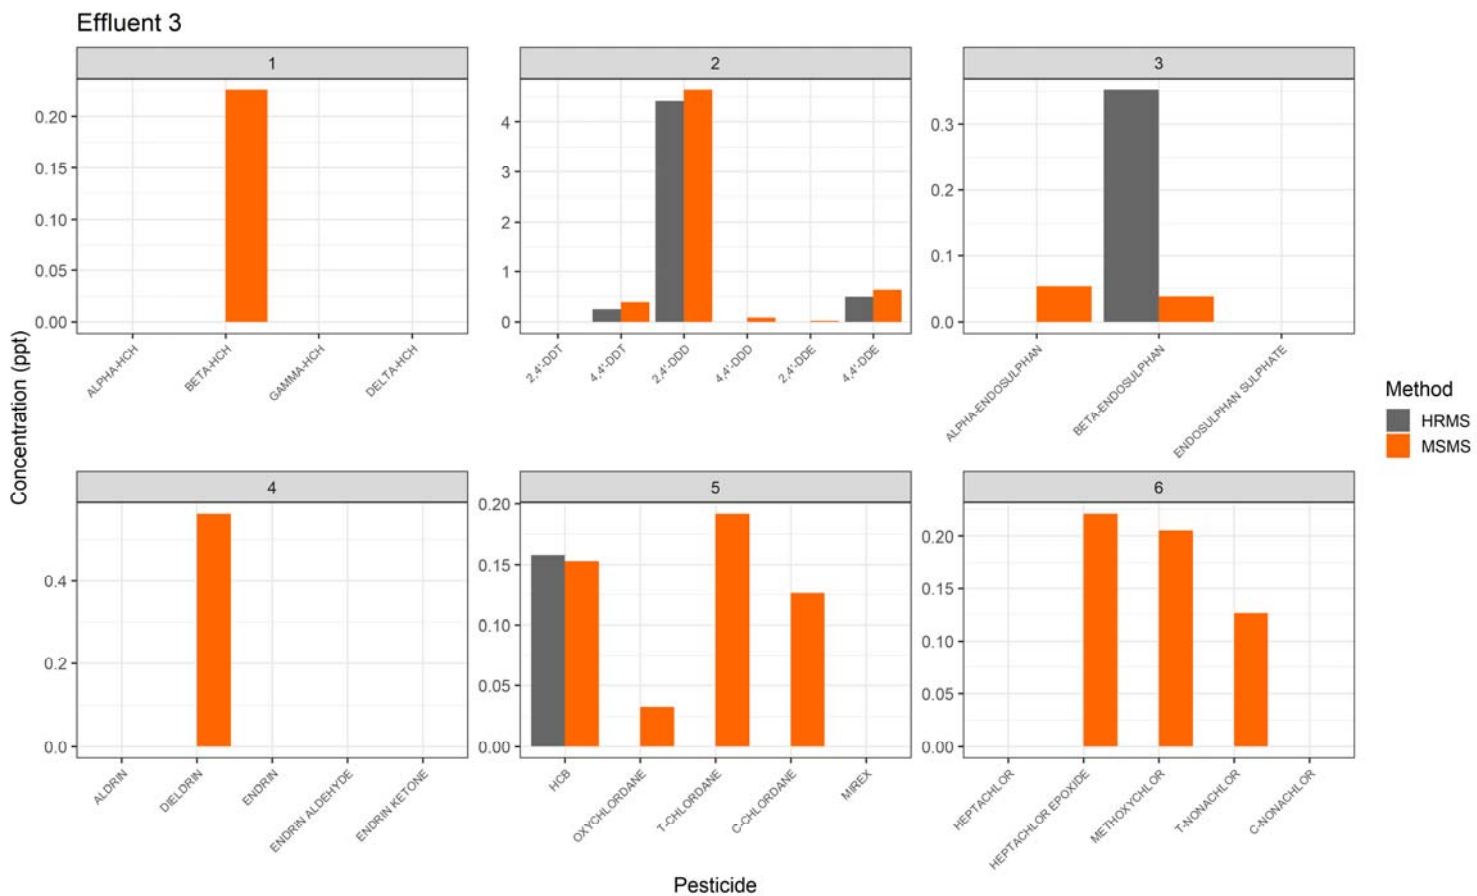 Effluent 3
1
2
3
0.20
0.15
0.10
0.05
0.00
4
3
2
1
0
0.3
0.2
0.1
0.0
ALPHA-HCH
BETA-HCH
GAMMA-HCH
DELTA-HCH
2,4'-DDT
4,4'-DDT
2,4'-DDD
4,4'-DDD
2,4'-DDE
4,4'-DDE
ALPHA-ENDOSULPHAN
BETA-ENDOSULPHAN
ENDOSULPHAN SULPHATE
Concentration (ppt)
Method
HRMS
MSMS
4
5
6
0.4
0.2
0.0
0.20
0.15
0.10
0.05
0.00
0.20
0.15
0.10
0.05
0.00
ALDRIN
DIELDRIN
ENDRIN
ENDRIN ALDEHYDE
ENDRIN KETONE
HCB
OXYCHLORDANE
T-CHLORDANE
C-CHLORDANE
MIREX
HEPTACHLOR
HEPTACHLOR EPOXIDE
METHOXYCHLOR
T-NONACHLOR
C-NONACHLOR
Pesticide